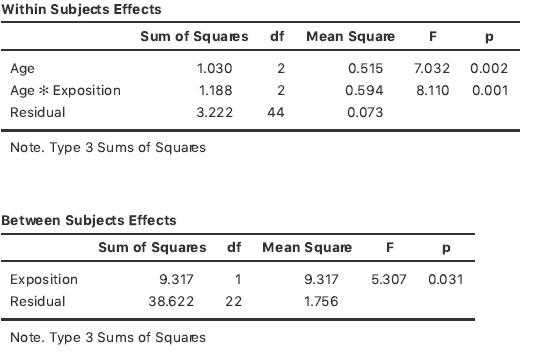 Within Subjects Effects
Sum of Squares df Mean Square F p
Age 1.030 2 0.515 7.032 0.002
Age ✻ Exposition 1.188 2 0.594 8.110 0.001
Residual 3.222 44 0.073
Note. Type 3 Sums of Squares
Between Subjects Effects
Sum of Squares df Mean Square F p
Exposition 9.317 1 9.317 5.307 0.031
Residual 38.622 22 1.756
Note. Type 3 Sums of Squares